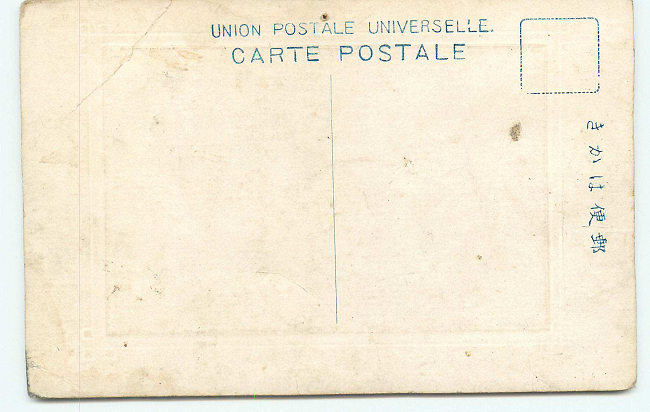 UNION POSTALE UNIVERSELLE.
CARTE POSTALE
郵便はかき